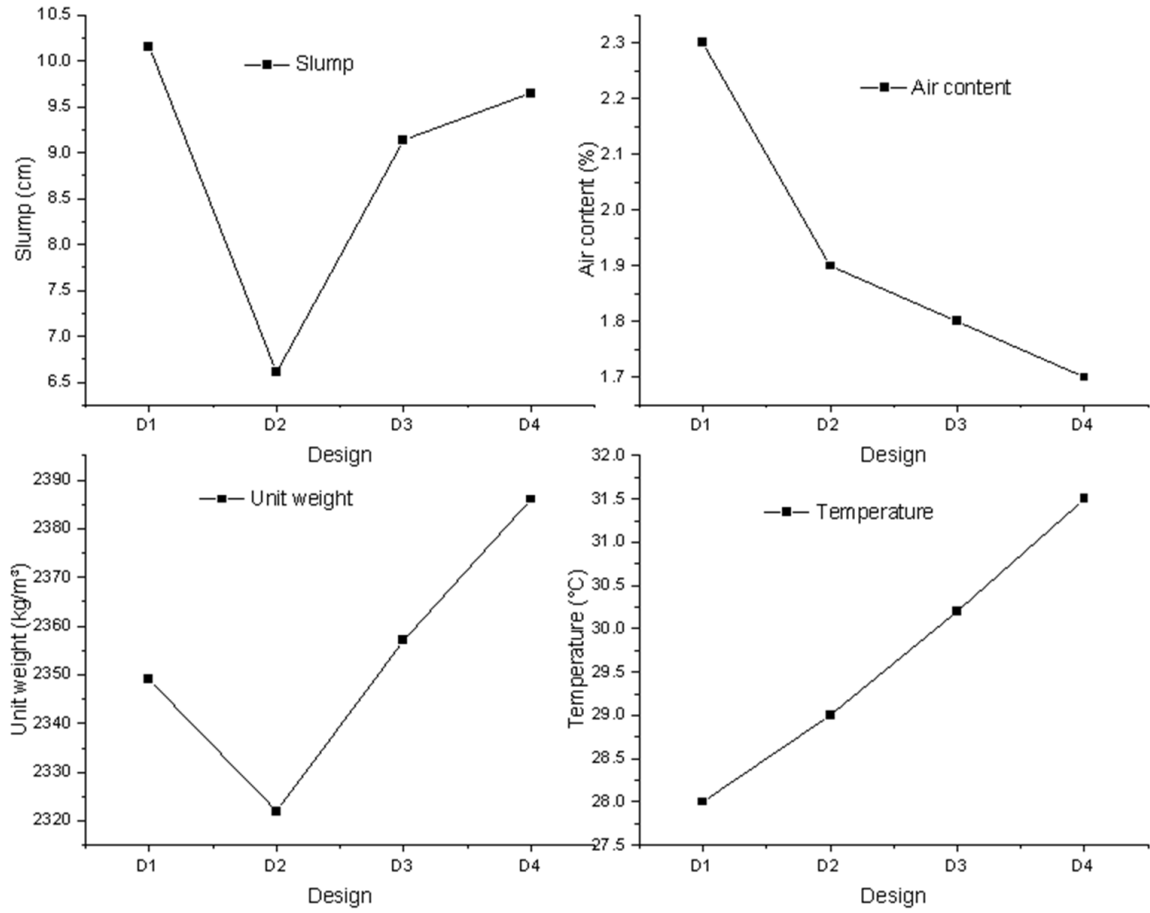 Slump
Slump (cm)
10.5
10.0
9.5
9.0
8.5
8.0
7.5
7.0
6.5
D1 D2 D3 D4
Design
Air content
Air content (%)
2.3
2.2
2.1
2.0
1.9
1.8
1.7
D1 D2 D3 D4
Design
Unit weight
Unit weight (kg/m³)
2390
2380
2370
2360
2350
2340
2330
2320
D1 D2 D3 D4
Design
Temperature
Temperature (°C)
32.0
31.5
31.0
30.5
30.0
29.5
29.0
28.5
28.0
27.5
D1 D2 D3 D4
Design